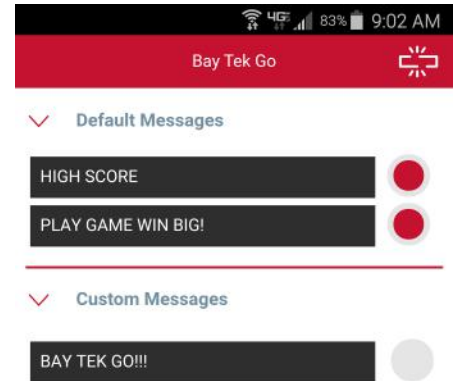 4G 83% 9:02 AM
Bay Tek Go
Default Messages
HIGH SCORE
PLAY GAME WIN BIG!
Custom Messages
BAY TEK GO!!!